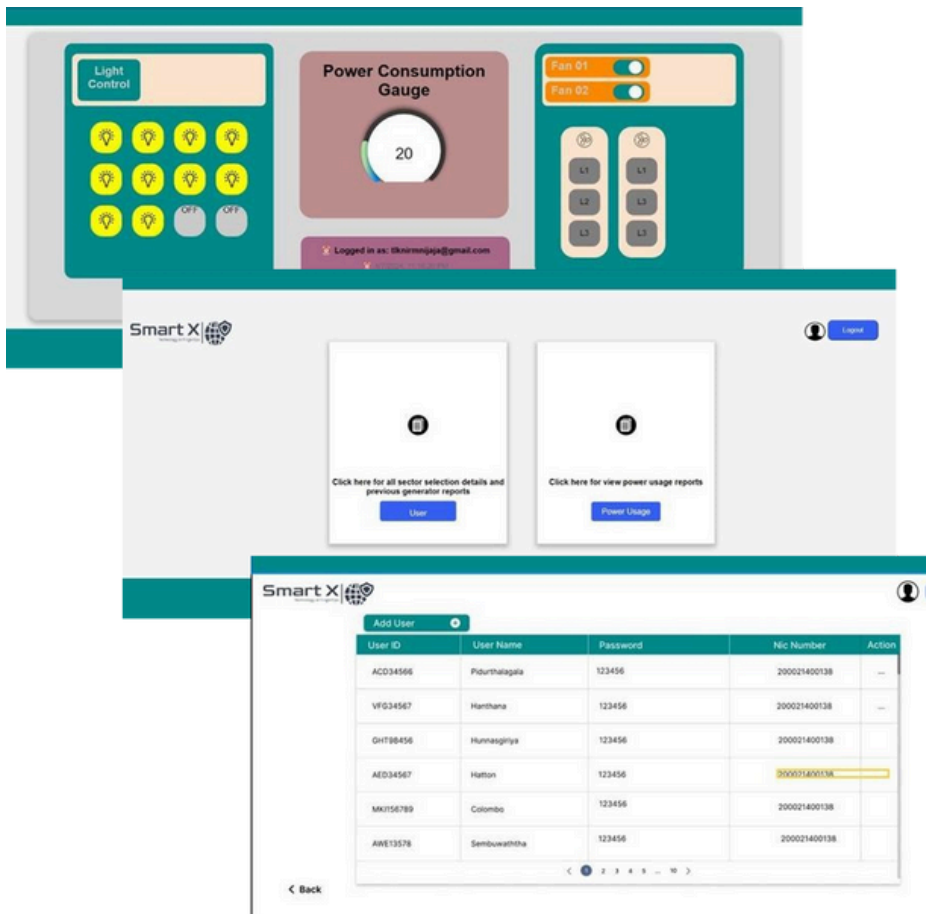 Light
Control
OFF
OFF
Power Consumption
Gauge
20
Logged in as: tlknirmnijaja@gmail.com
Fan 01
Fan 02
L1
L1
L2
L3
L3
L3
Smart X
Logout
Click here for all sector selection details and
previous generator reports
User
Click here for view power usage reports
Power Usage
Smart X
Add User
User ID User Name Password Nic Number Action
ACD34566 Pidurthalagala 123456 200021400138 ...
VFG34567 Hanthana 123456 200021400138 ...
GHT98456 Hunnasgiriya 123456 200021400138
AED34567 Hatton 123456 200021400138
MKI156789 Colombo 123456 200021400138
AWE13578 Sembuwaththa 123456 200021400138
< 1 2 3 4 5 ... 10 >
< Back